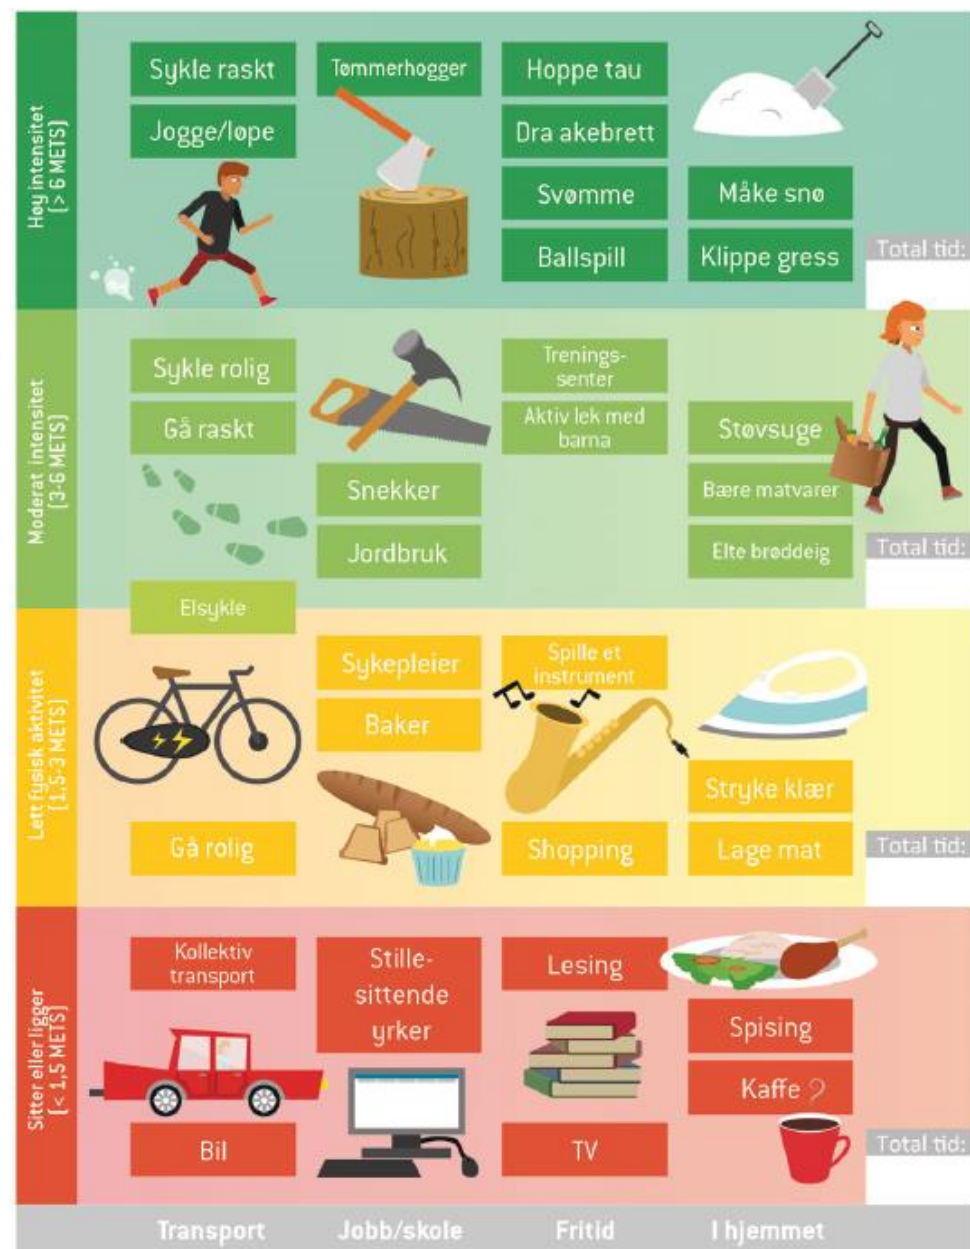 Høy intensitet
(> 6 METS)
Sykle raskt
Tømmerhogger
Hoppe tau
Jogge/løpe
Dra akebrett
Svømme
Måke snø
Ballspill
Klippe gress
Total tid:
Moderat intensitet
(3-6 METS)
Sykle rolig
Trenings-
senter
Gå raskt
Aktiv lek med
barna
Støvsuge
Snekker
Bære matvarer
Jordbruk
Elte brøddeig
Total tid:
Elsykle
Lett fysisk aktivitet
(1,5-3 METS)
Sykepleier
Spille et
instrument
Baker
Stryke klær
Gå rolig
Shopping
Lage mat
Total tid:
Sitter eller ligger
(< 1,5 METS)
Kollektiv
transport
Stille-
sittende
yrker
Lesing
Spising
Kaffe
Bil
TV
Total tid:
Transport
Jobb/skole
Fritid
I hjemmet